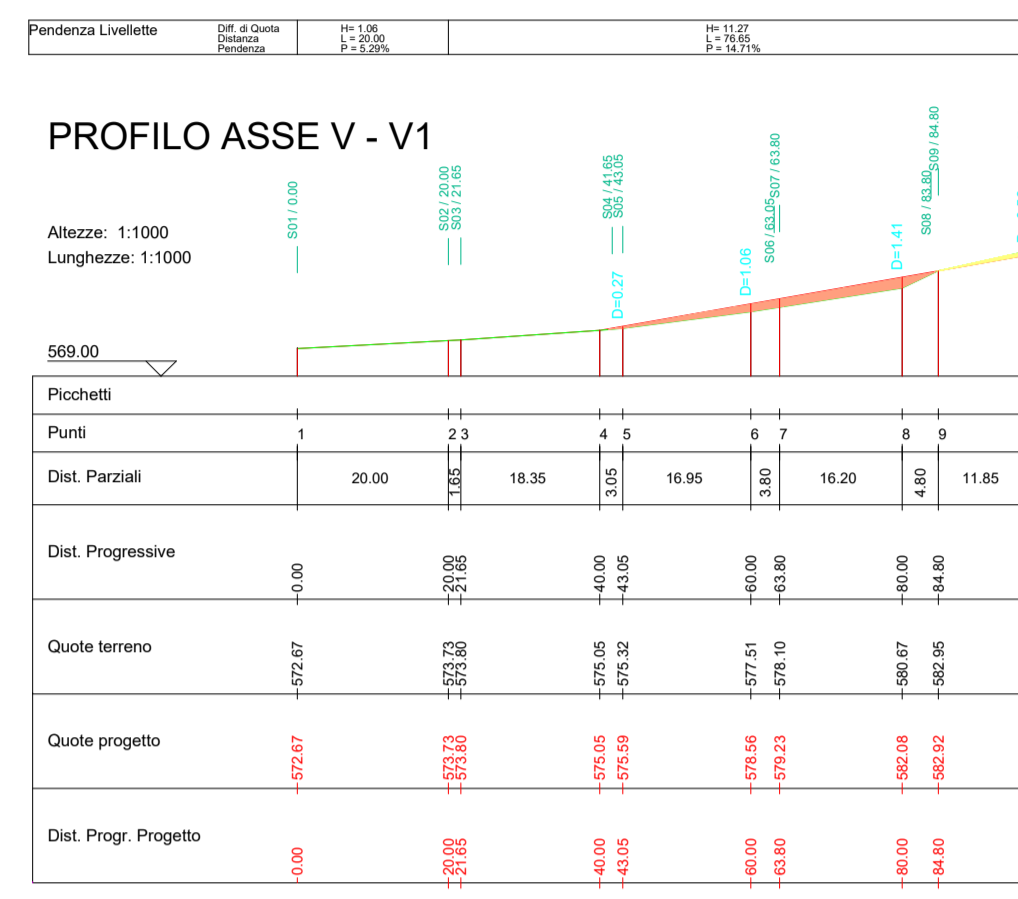 Pendenza Livellette
Diff. di Quota
Distanza
Pendenza
H= 1.06
L = 20.00
P = 5.29%
H= 11.27
L = 76.65
P = 14.71%
PROFILO ASSE V - V1
Altezze: 1:1000
Lunghezze: 1:1000
S01 / 0.00
S02 / 20.00
S03 / 21.65
S04 / 41.65
S05 / 43.05
S06 / 63.05
S07 / 63.80
S08 / 83.80
S09 / 84.80
D=0.27
D=1.06
D=1.41
569.00
Picchetti
Punti
1 2 3 4 5 6 7 8 9
Dist. Parziali
20.00 1.65 18.35 3.05 16.95 3.80 16.20 4.80 11.85
Dist. Progressive
0.00 20.00 21.65 40.00 43.05 60.00 63.80 80.00 84.80
Quote terreno
572.67 573.73 573.80 575.05 575.32 577.51 578.10 580.67 582.95
Quote progetto
572.67 573.73 573.80 575.05 575.59 578.56 579.23 582.08 582.92
Dist. Progr. Progetto
0.00 20.00 21.65 40.00 43.05 60.00 63.80 80.00 84.80